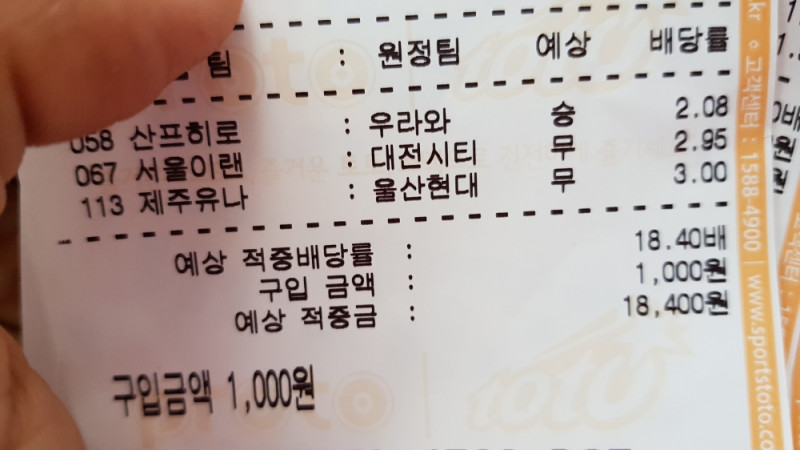 팀 : 원정팀 예상 배당률
058 산프히로 : 우라와 승 2.08
067 서울이랜 : 대전시티 무 2.95
113 제주유나 : 울산현대 무 3.00
예상 적중배당률 : 18.40배
구입 금액 : 1,000원
예상 적중금 : 18,400원
구입금액 1,000원
proto toto
kr 고객센터 : 1588-4900 | www.sportstoto.co